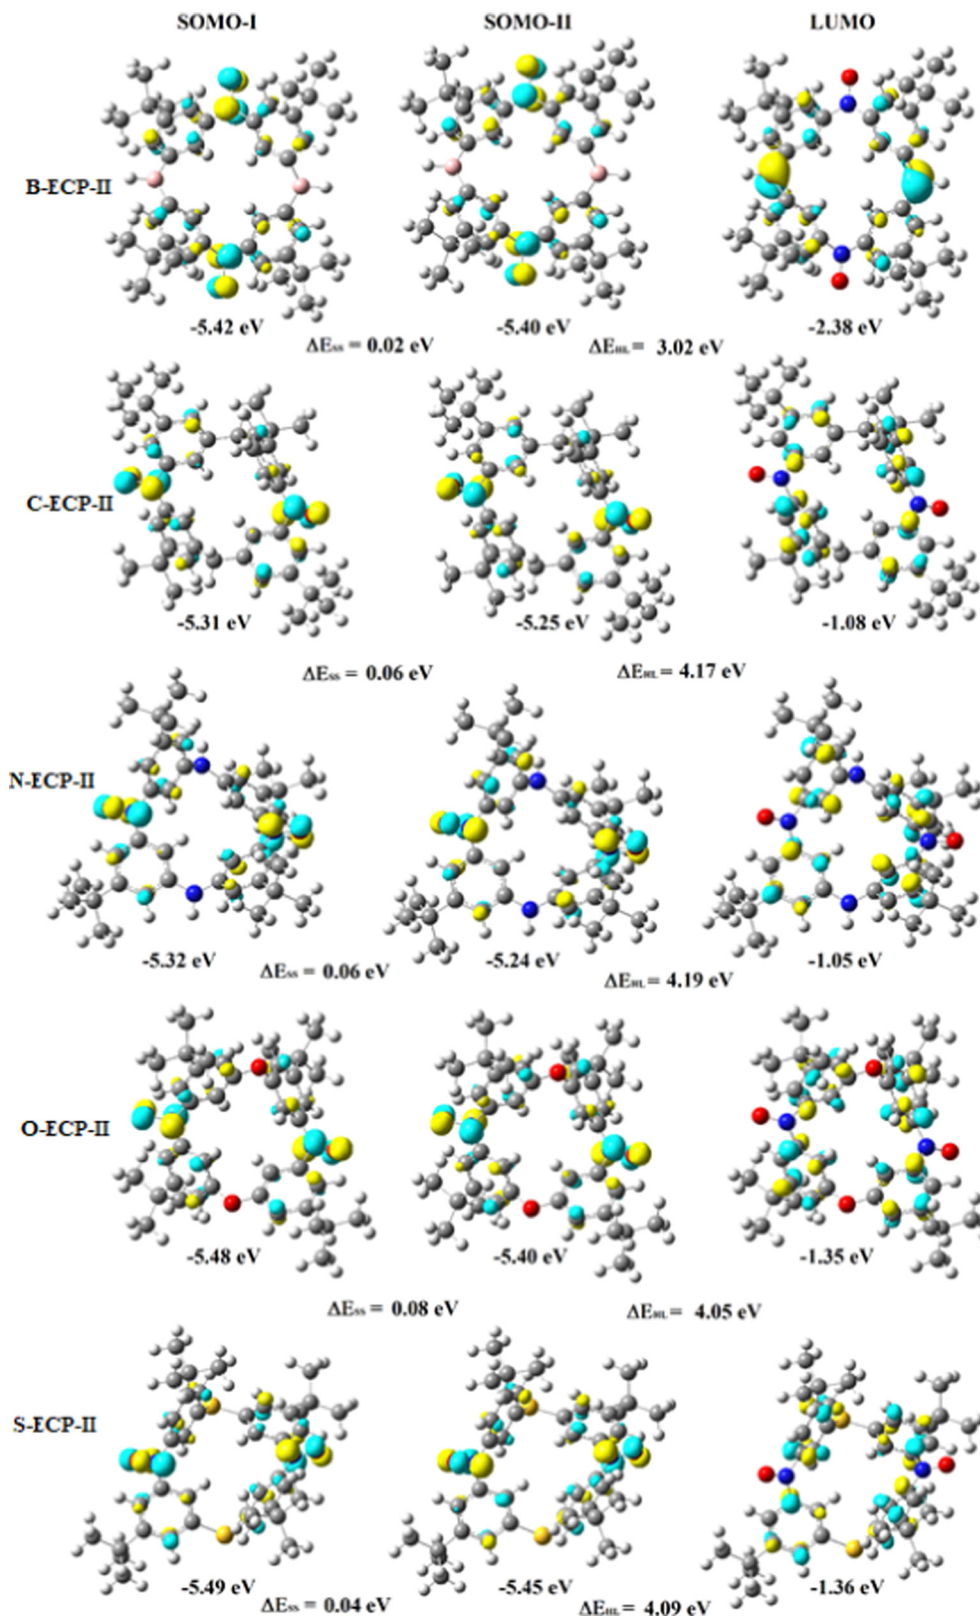 SOMO-I SOMO-II LUMO
B-ECP-II
-5.42 eV -5.40 eV -2.38 eV
ΔEss = 0.02 eV ΔEHL = 3.02 eV
C-ECP-II
-5.31 eV -5.25 eV -1.08 eV
ΔEss = 0.06 eV ΔEHL = 4.17 eV
N-ECP-II
-5.32 eV -5.24 eV -1.05 eV
ΔEss = 0.06 eV ΔEHL = 4.19 eV
O-ECP-II
-5.48 eV -5.40 eV -1.35 eV
ΔEss = 0.08 eV ΔEHL = 4.05 eV
S-ECP-II
-5.49 eV -5.45 eV -1.36 eV
ΔEss = 0.04 eV ΔEHL = 4.09 eV